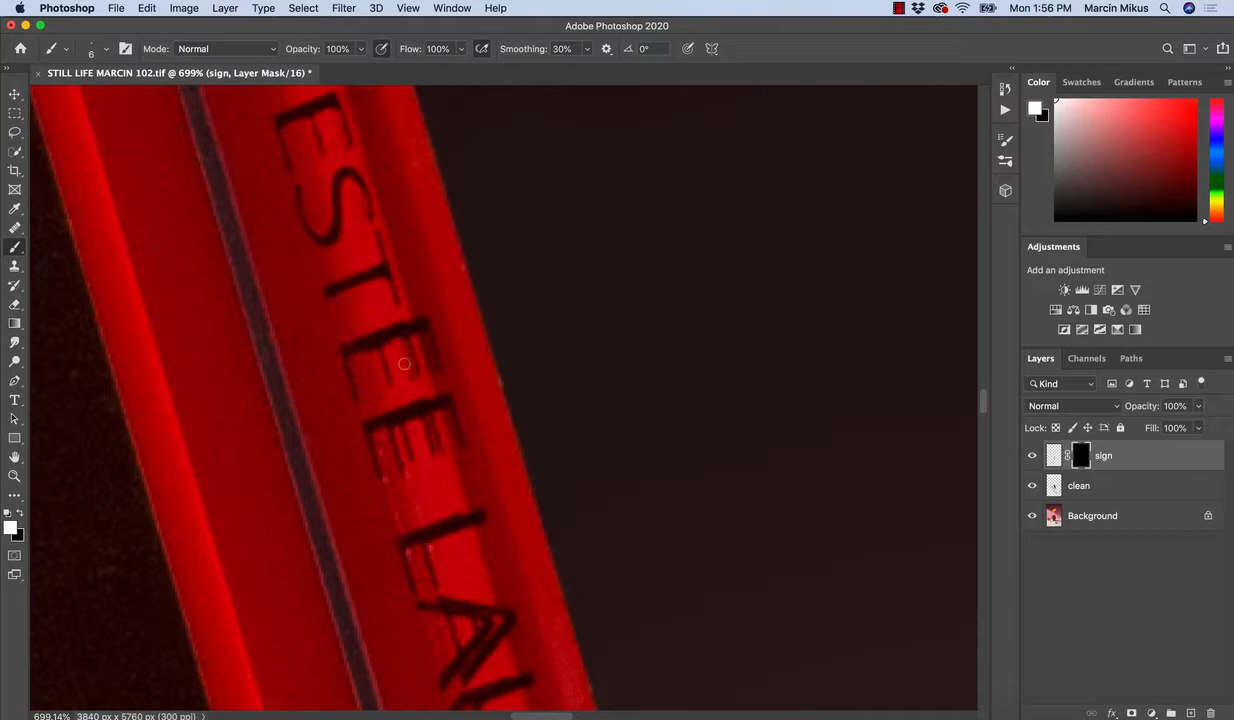 Photoshop File Edit Image Layer Type Select Filter 3D View Window Help Mon 1:56 PM Marcin Mikus
Adobe Photoshop 2020
6 Mode: Normal Opacity: 100% Flow: 100% Smoothing: 30% 0°
STILL LIFE MARCIN 102.tif @ 699% (sign, Layer Mask/16) *
Color Swatches Gradients Patterns
Adjustments
Add an adjustment
Layers Channels Paths
Kind
Normal Opacity: 100%
Lock: Fill: 100%
sign
clean
Background
ESTEE LA
699.14% 3840 px x 5760 px (300 ppi)